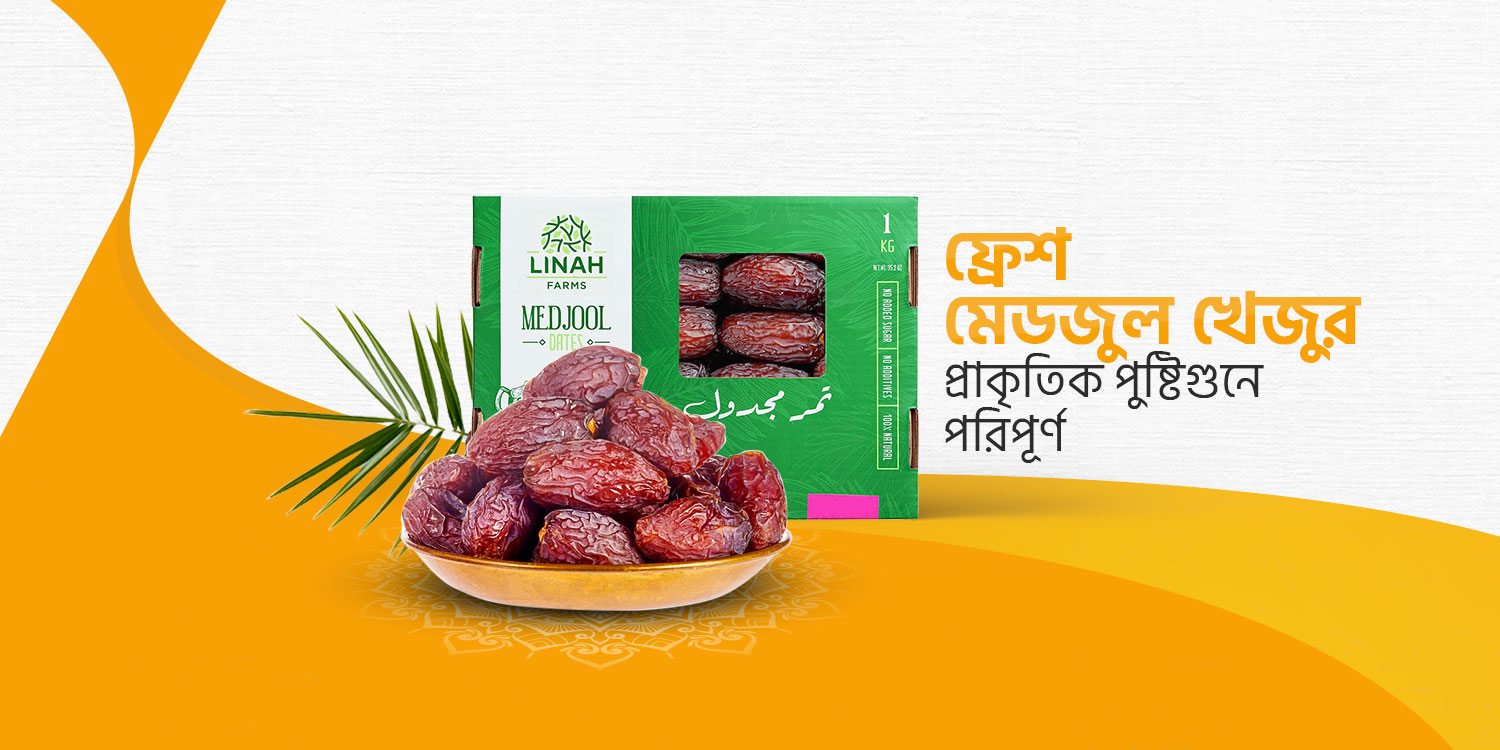 LINAH
FARMS
MEDJOOL
DATES
تمر مجدول
1
KG
NO ADDED SUGAR
NO ADDITIVES
100% NATURAL
ফ্রেশ
মেডজুল খেজুর
প্রাকৃতিক পুষ্টিগুনে
পরিপূর্ণ